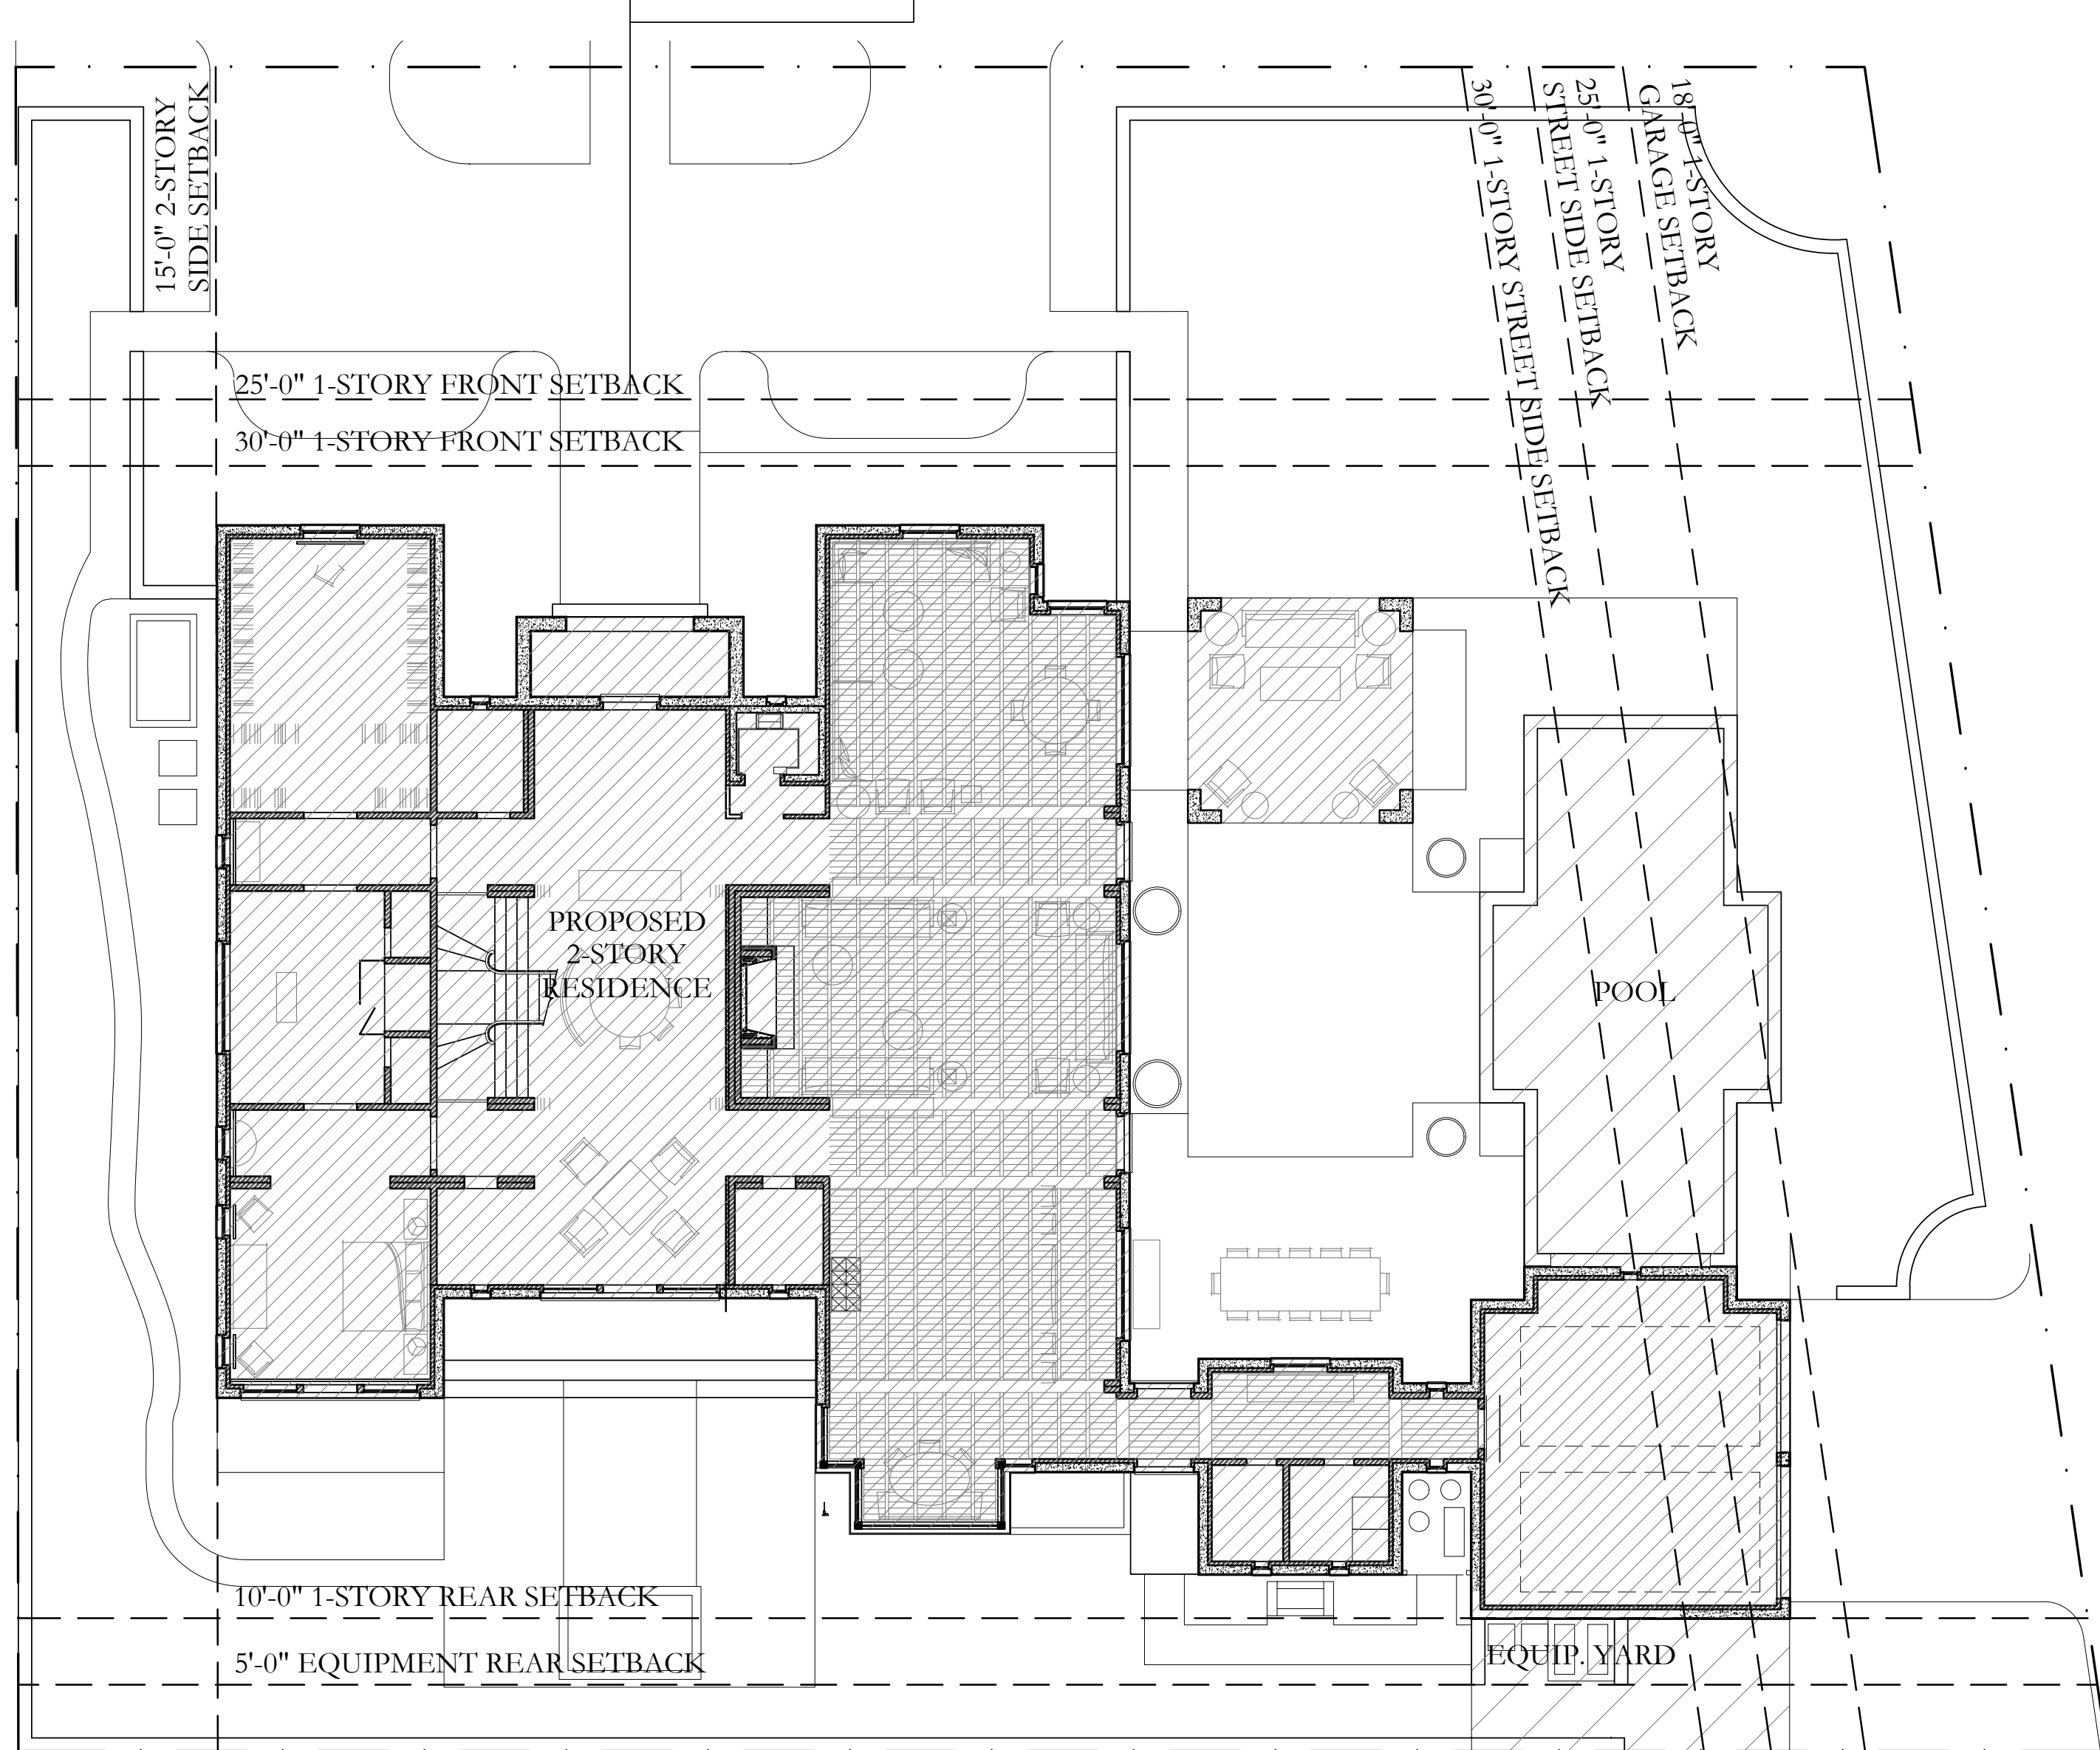 15'-0" 2-STORY
SIDE SETBACK
30'-0" 1-STORY STREET SIDE SETBACK
25'-0" 1-STORY
STREET SIDE SETBACK
18'-0" 1-STORY
GARAGE SETBACK
25'-0" 1-STORY FRONT SETBACK
30'-0" 1-STORY FRONT SETBACK
PROPOSED
2-STORY
RESIDENCE
POOL
10'-0" 1-STORY REAR SETBACK
5'-0" EQUIPMENT REAR SETBACK
EQUIP. YARD